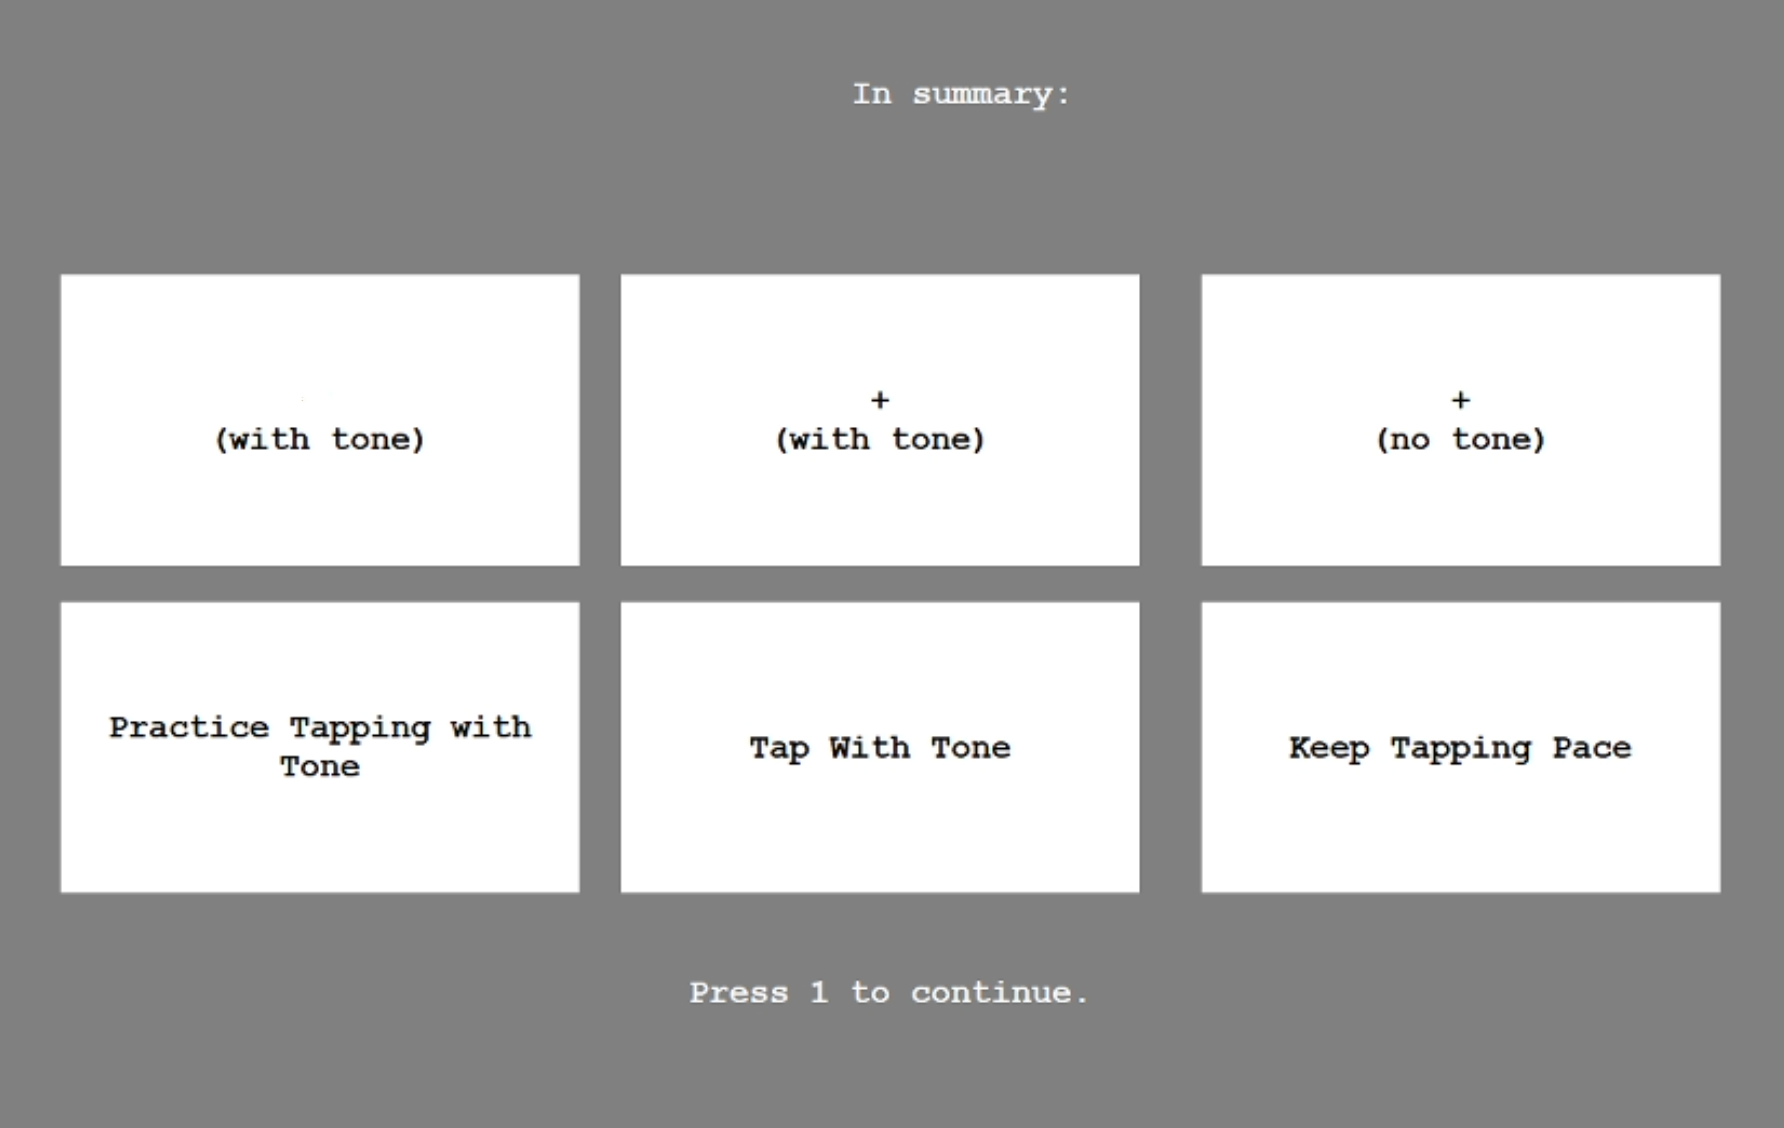 In summary:
(with tone)
+
(with tone)
+
(no tone)
Practice Tapping with
Tone
Tap With Tone
Keep Tapping Pace
Press 1 to continue.